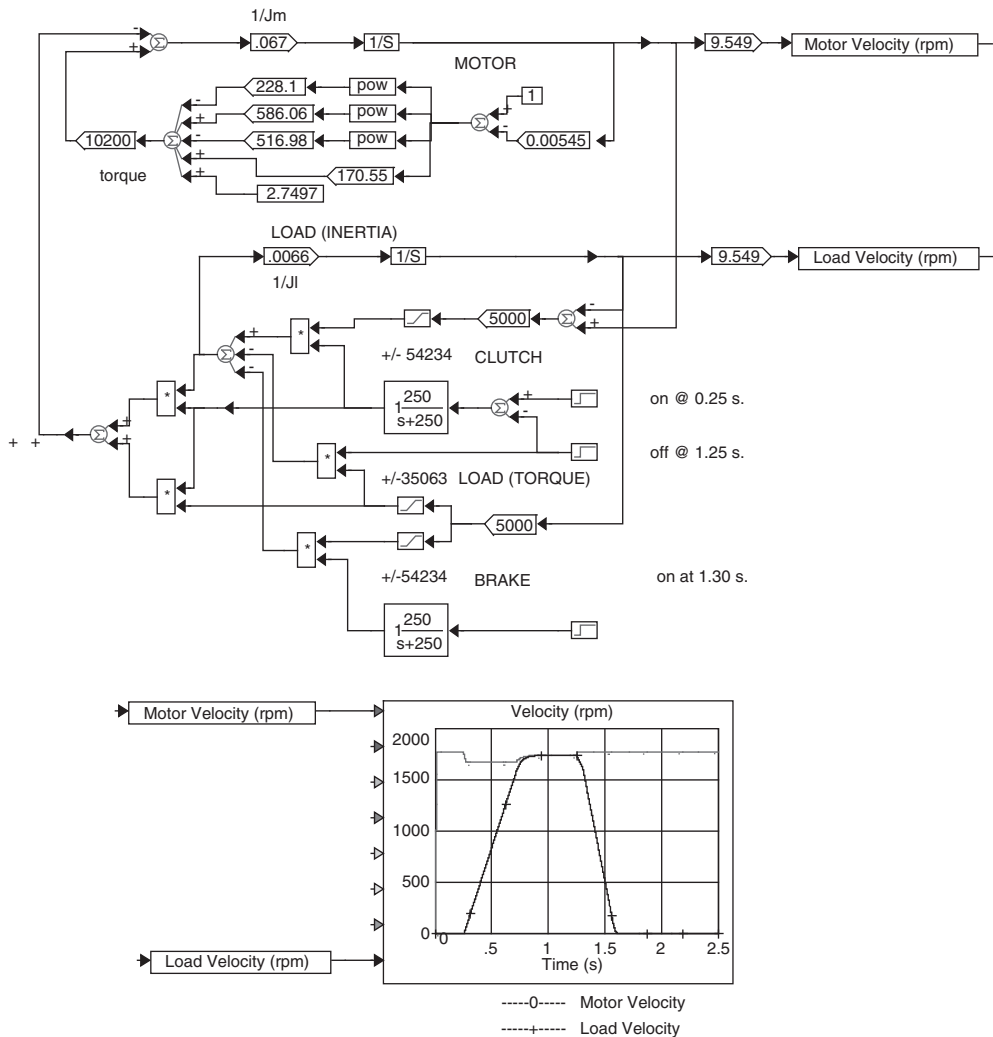 1/Jm
-
+
Σ
.067
1/S
9.549
Motor Velocity (rpm)
MOTOR
228.1
pow
1
-
+
586.06
pow
Σ
+
-
10200
Σ
-
516.98
pow
0.00545
+
170.55
torque
+
2.7497
LOAD (INERTIA)
.0066
1/S
9.549
Load Velocity (rpm)
1/Jl
-
+
*
5000
Σ
+
Σ
-
-
+/- 54234
CLUTCH
*
250
1
s+250
Σ
+
-
on @ 0.25 s.
+ +
Σ
+
+
*
off @ 1.25 s.
*
+/-35063
LOAD (TORQUE)
5000
*
+/-54234
BRAKE
on at 1.30 s.
250
1
s+250
Motor Velocity (rpm)
Velocity (rpm)
2000
1500
1000
500
0
0
.5
1
1.5
2
2.5
Time (s)
Load Velocity (rpm)
-----0----- Motor Velocity
-----+----- Load Velocity